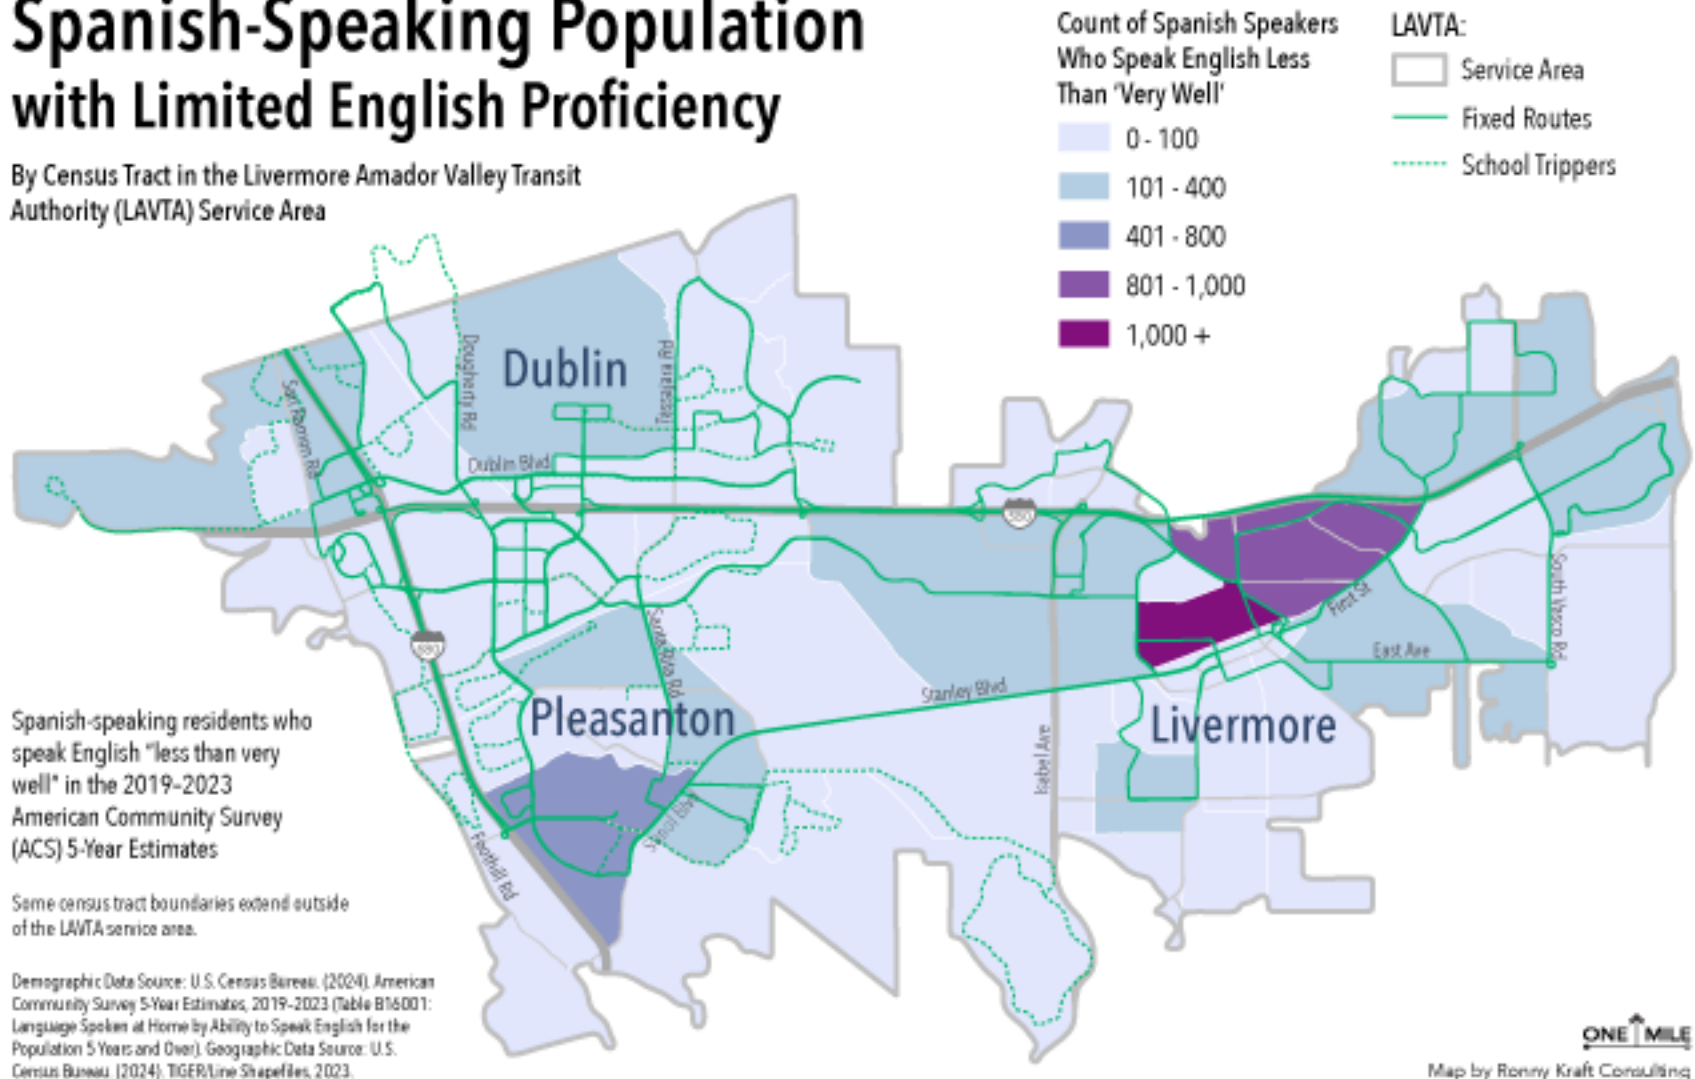 Spanish-Speaking Population
with Limited English Proficiency
By Census Tract in the Livermore Amador Valley Transit
Authority (LAVTA) Service Area
Count of Spanish Speakers
Who Speak English Less
Than ‘Very Well’
0 - 100
101 - 400
401 - 800
801 - 1,000
1,000 +
LAVTA:
Service Area
Fixed Routes
School Trippers
Dublin
San Ramon Rd
Dougherty Rd
Tassajara Rd
Dublin Blvd
580
680
Santa Rita Rd
Pleasanton
Stanley Blvd
Livermore
Isabel Ave
First St
East Ave
South Vasco Rd
Sunol Blvd
Foothill Rd
Spanish-speaking residents who
speak English "less than very
well" in the 2019–2023
American Community Survey
(ACS) 5-Year Estimates
Some census tract boundaries extend outside
of the LAVTA service area.
Demographic Data Source: U.S. Census Bureau. (2024). American
Community Survey 5-Year Estimates, 2019–2023 (Table B16001:
Language Spoken at Home by Ability to Speak English for the
Population 5 Years and Over). Geographic Data Source: U.S.
Census Bureau. (2024). TIGER/Line Shapefiles, 2023.
ONE MILE
Map by Ronny Kraft Consulting